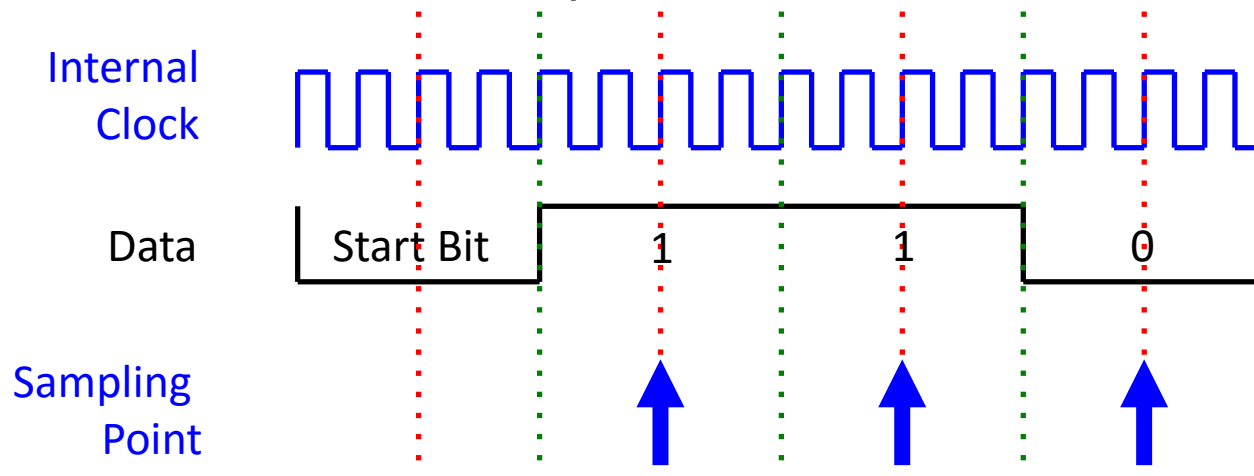 Internal
Clock
Data
Start Bit
1
1
0
Sampling
Point